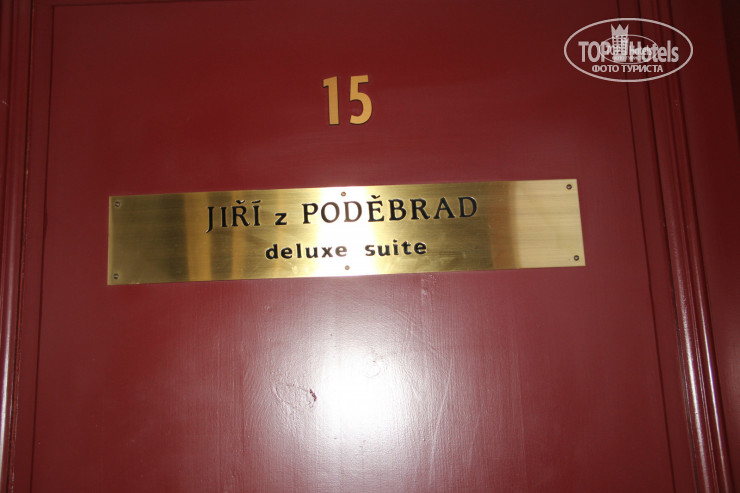 TOP Hotels
ФОТО ТУРИСТА
15
JIŘÍ z PODĚBRAD
deluxe suite